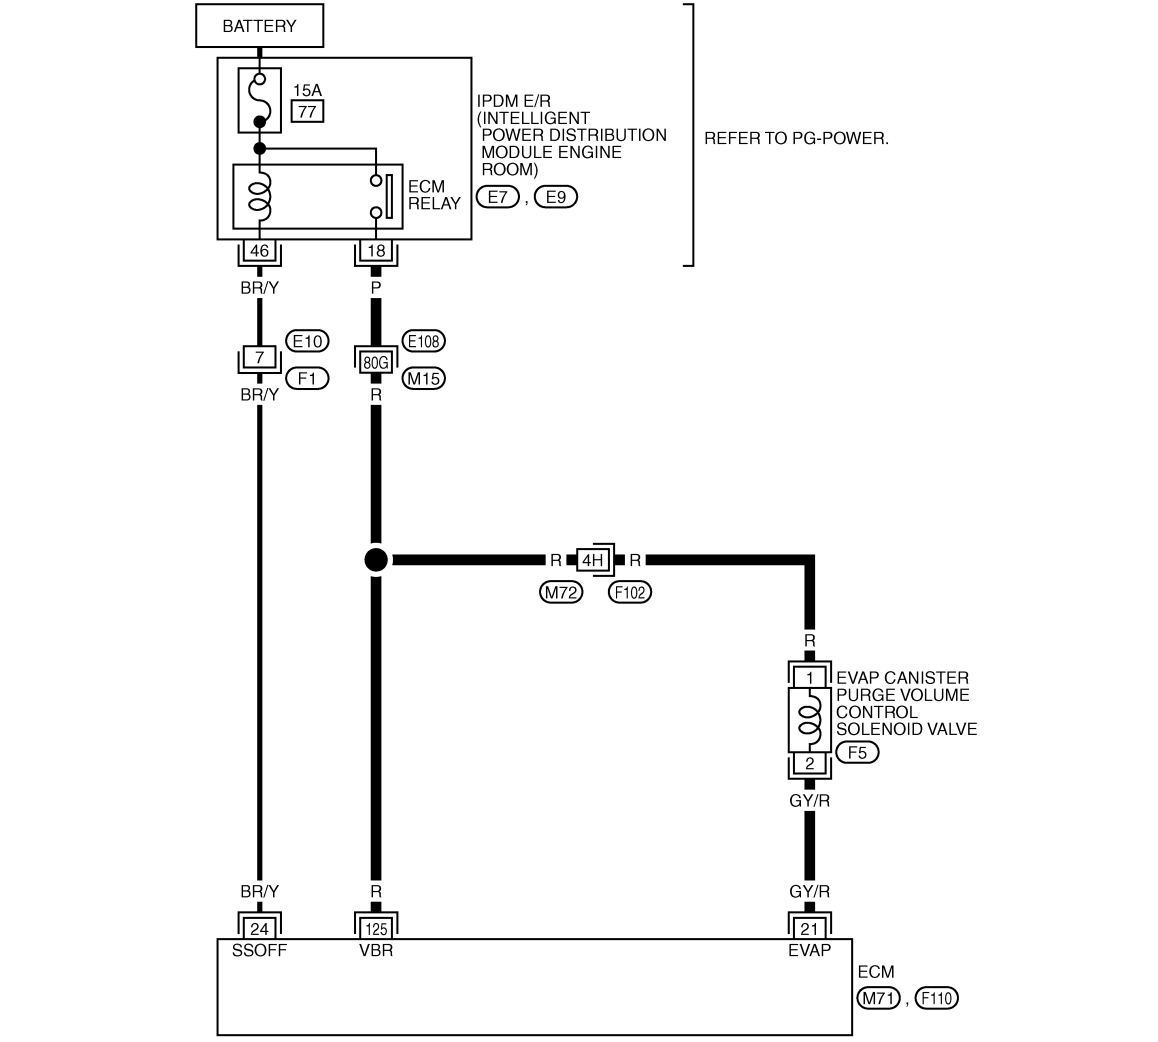 BATTERY
15A
77
IPDM E/R
(INTELLIGENT
POWER DISTRIBUTION
MODULE ENGINE
ROOM)
E7 , E9
REFER TO PG-POWER.
ECM
RELAY
46
18
BR/Y
P
7
E10
F1
80G
E108
M15
BR/Y
R
R
4H
R
M72
F102
R
1
EVAP CANISTER
PURGE VOLUME
CONTROL
SOLENOID VALVE
F5
2
GY/R
BR/Y
R
GY/R
24
125
21
SSOFF
VBR
EVAP
ECM
M71 , F110